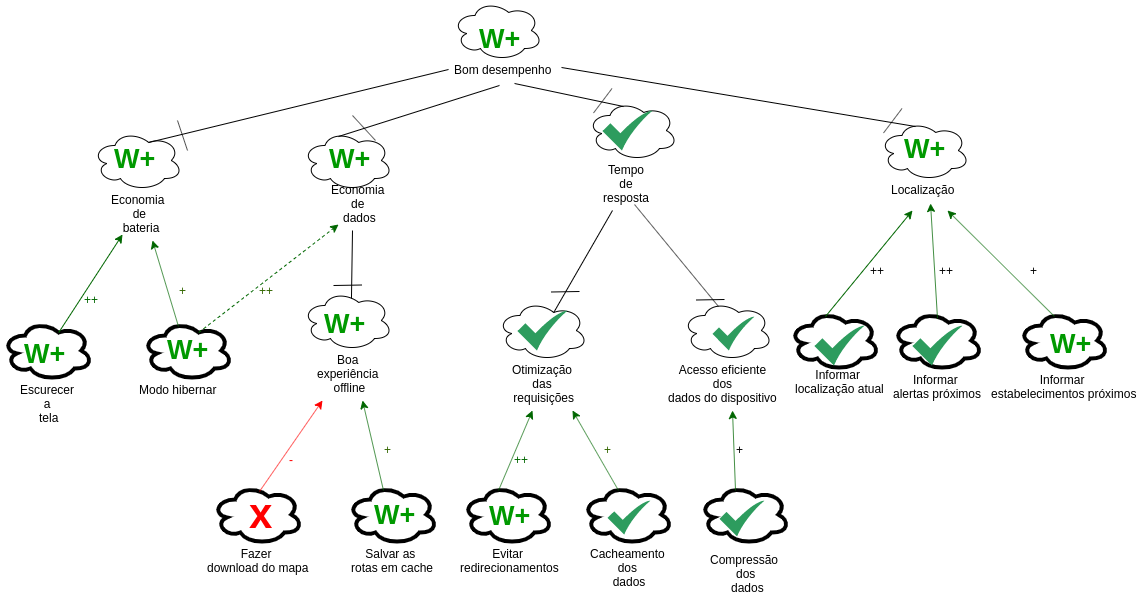 W+
Bom desempenho
W+
Economia
de
bateria
W+
Economia
de
dados
Tempo
de
resposta
W+
Localização
++
+
++
++
++
+
W+
Escurecer
a
tela
W+
Modo hibernar
W+
Boa
experiência
offline
Otimização
das
requisições
Acesso eficiente
dos
dados do dispositivo
Informar
localização atual
Informar
alertas próximos
W+
Informar
estabelecimentos próximos
-
+
++
+
+
X
Fazer
download do mapa
W+
Salvar as
rotas em cache
W+
Evitar
redirecionamentos
Cacheamento
dos
dados
Compressão
dos
dados